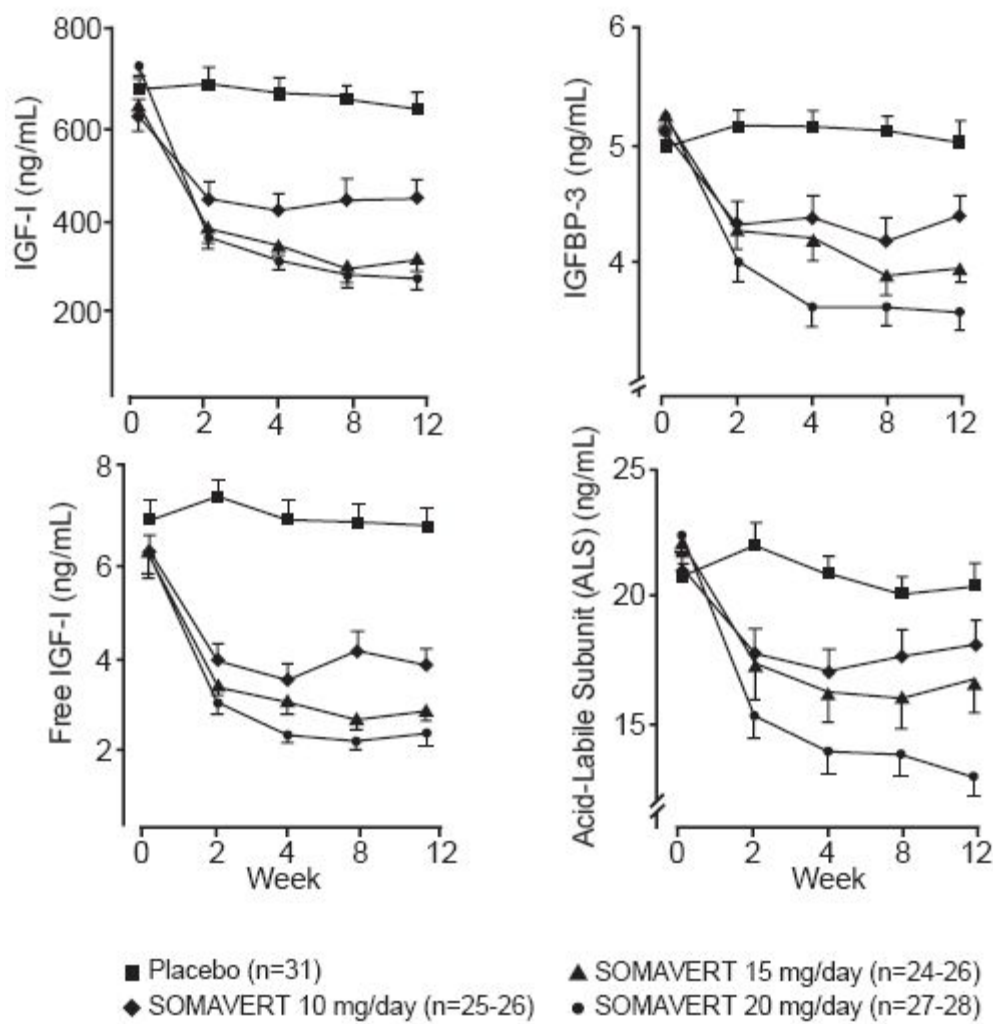 IGF-I (ng/mL)
800
600
400
200
0 2 4 8 12
IGFBP-3 (ng/mL)
6
5
4
0 2 4 8 12
Free IGF-I (ng/mL)
8
6
4
2
0 2 4 8 12
Week
Acid-Labile Subunit (ALS) (ng/mL)
25
20
15
0 2 4 8 12
Week
Placebo (n=31)
SOMAVERT 10 mg/day (n=25-26)
SOMAVERT 15 mg/day (n=24-26)
SOMAVERT 20 mg/day (n=27-28)